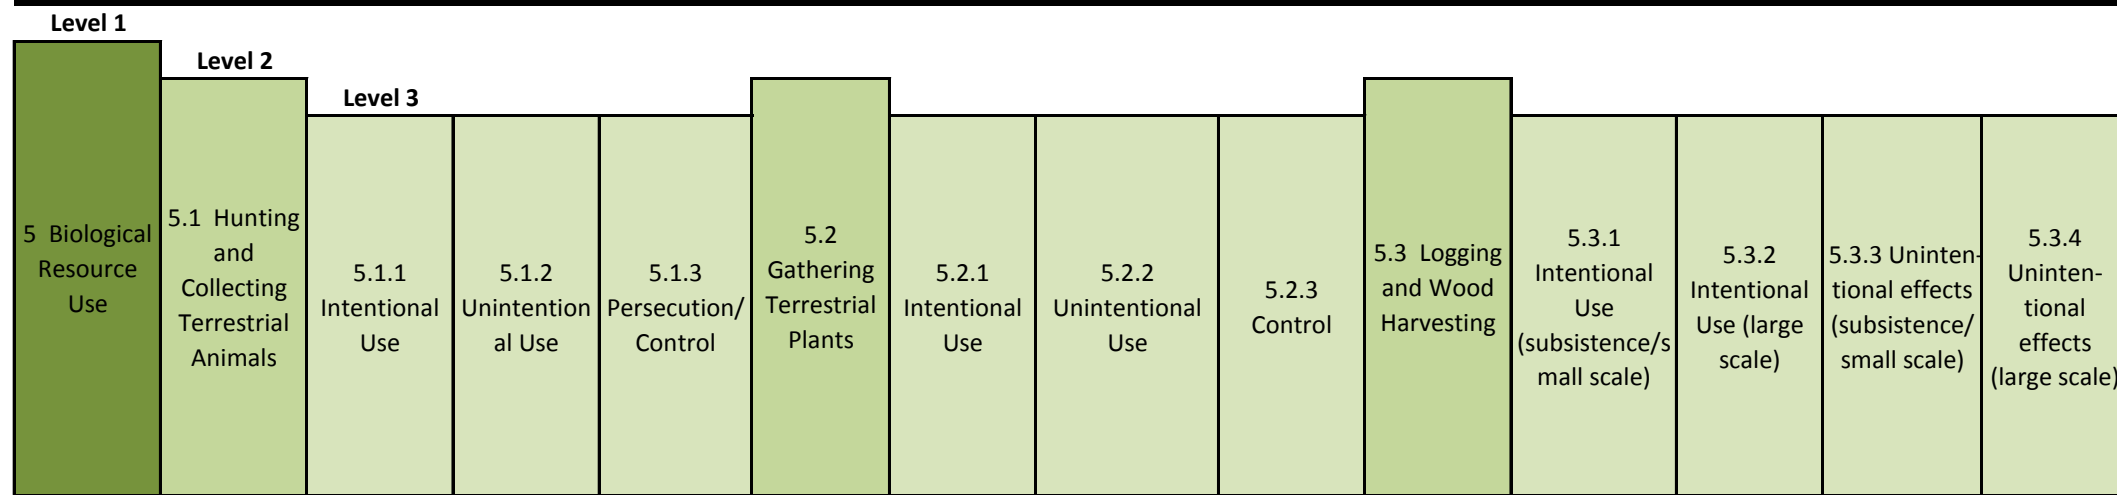 Level 1
Level 2
Level 3
5 Biological
Resource
Use
5.1 Hunting
and
Collecting
Terrestrial
Animals
5.1.1
Intentional
Use
5.1.2
Unintention
al Use
5.1.3
Persecution/
Control
5.2
Gathering
Terrestrial
Plants
5.2.1
Intentional
Use
5.2.2
Unintentional
Use
5.2.3
Control
5.3 Logging
and Wood
Harvesting
5.3.1
Intentional
Use
(subsistence/s
mall scale)
5.3.2
Intentional
Use (large
scale)
5.3.3 Uninten-
tional effects
(subsistence/
small scale)
5.3.4
Uninten-
tional
effects
(large scale)